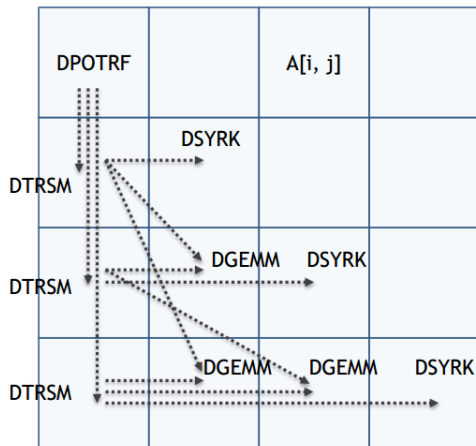 DPOTRF A[i, j]
DSYRK
DTRSM
DGEMM DSYRK
DTRSM
DGEMM DGEMM DSYRK
DTRSM